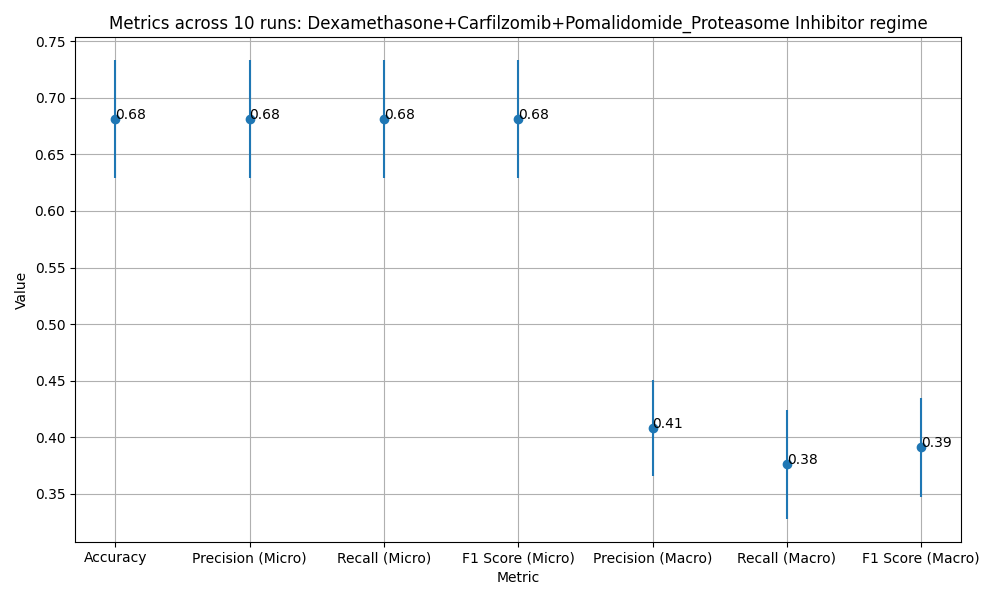 Metrics across 10 runs: Dexamethasone+Carfilzomib+Pomalidomide_Proteasome Inhibitor regime
0.75
0.70
0.65
0.60
0.55
0.50
0.45
0.40
0.35
Value
0.68
0.68
0.68
0.68
0.41
0.38
0.39
Accuracy
Precision (Micro)
Recall (Micro)
F1 Score (Micro)
Precision (Macro)
Recall (Macro)
F1 Score (Macro)
Metric